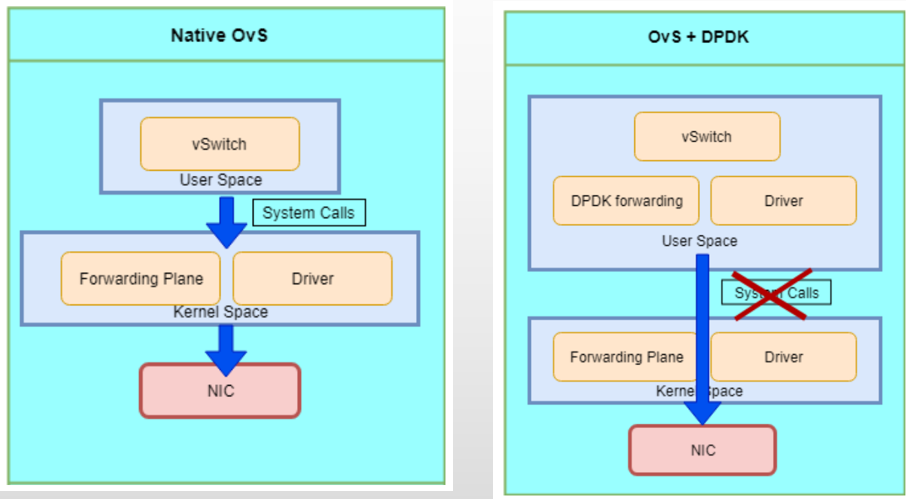 Native OvS
vSwitch
User Space
System Calls
Forwarding Plane
Driver
Kernel Space
NIC
OvS + DPDK
vSwitch
DPDK forwarding
Driver
User Space
System Calls
Forwarding Plane
Driver
Kernel Space
NIC